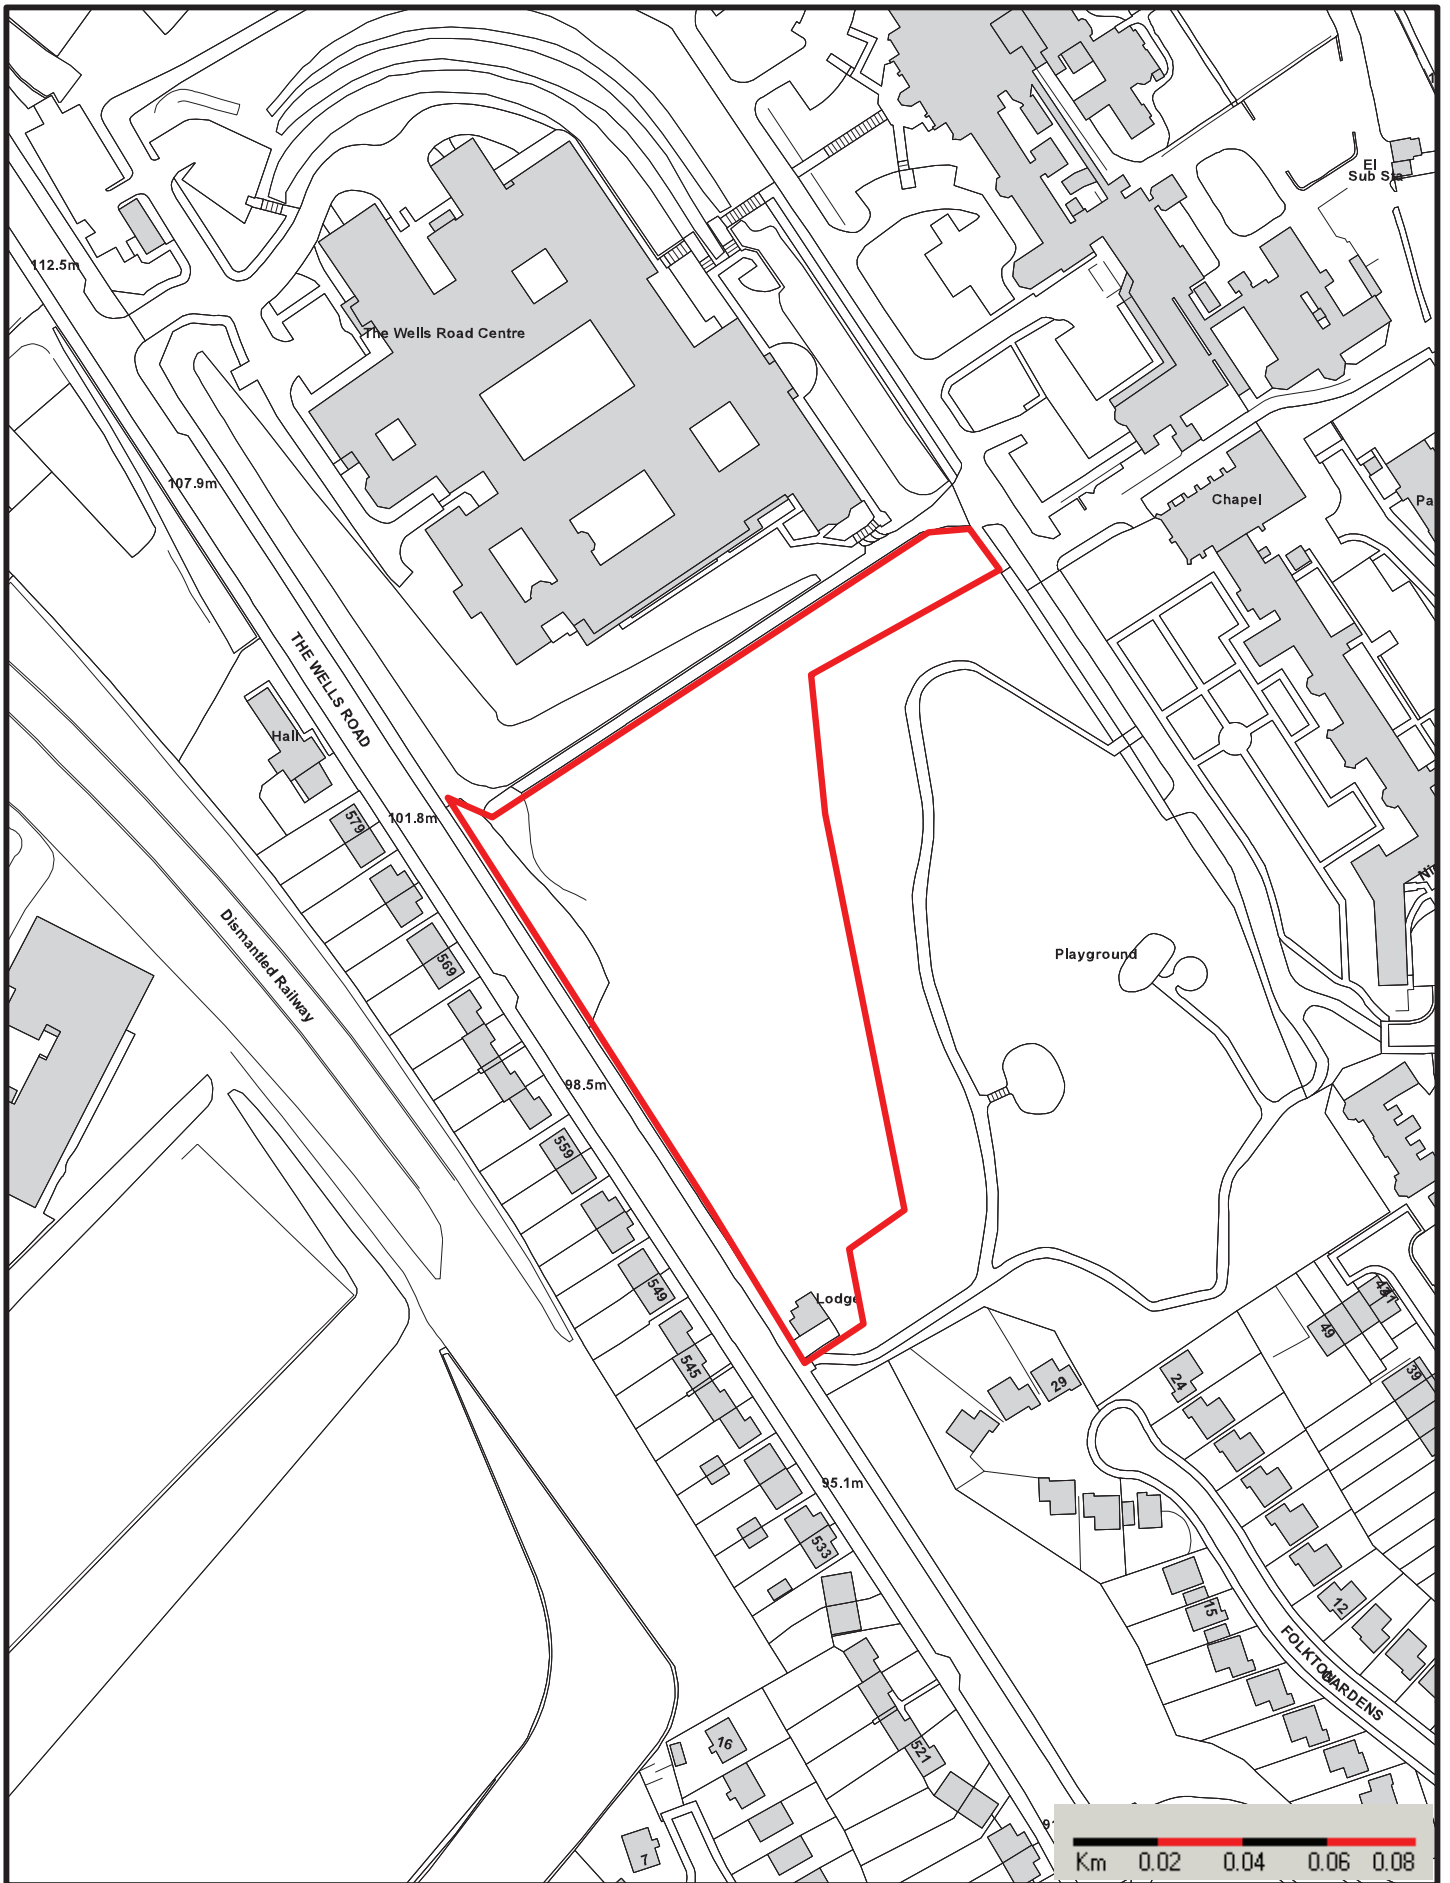 El
Sub Sta
112.5m
The Wells Road Centre
107.9m
Chapel
THE WELLS ROAD
Hall
101.8m
579
Dismantled Railway
569
Playground
98.5m
559
549
Lodge
545
49
24
29
39
95.1m
533
15
12
FOLKTON
GARDENS
16
521
7
Km 0.02 0.04 0.06 0.08